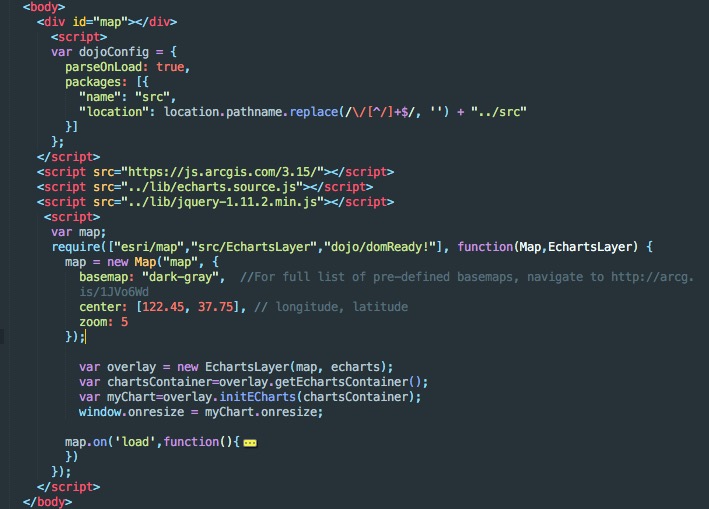 <body>
<div id="map"></div>
<script>
var dojoConfig = {
parseOnLoad: true,
packages: [{
"name": "src",
"location": location.pathname.replace(/\/[^/]+$/, '') + "../src"
}]
};
</script>
<script src="https://js.arcgis.com/3.15/"></script>
<script src="../lib/echarts.source.js"></script>
<script src="../lib/jquery-1.11.2.min.js"></script>
<script>
var map;
require(["esri/map","src/EchartsLayer","dojo/domReady!"], function(Map,EchartsLayer) {
map = new Map("map", {
basemap: "dark-gray",  //For full list of pre-defined basemaps, navigate to http://arcg.
is/1JVo6Wd
center: [122.45, 37.75], // longitude, latitude
zoom: 5
});
var overlay = new EchartsLayer(map, echarts);
var chartsContainer=overlay.getEchartsContainer();
var myChart=overlay.initECharts(chartsContainer);
window.onresize = myChart.onresize;
map.on('load',function(){
})
});
</script>
</body>